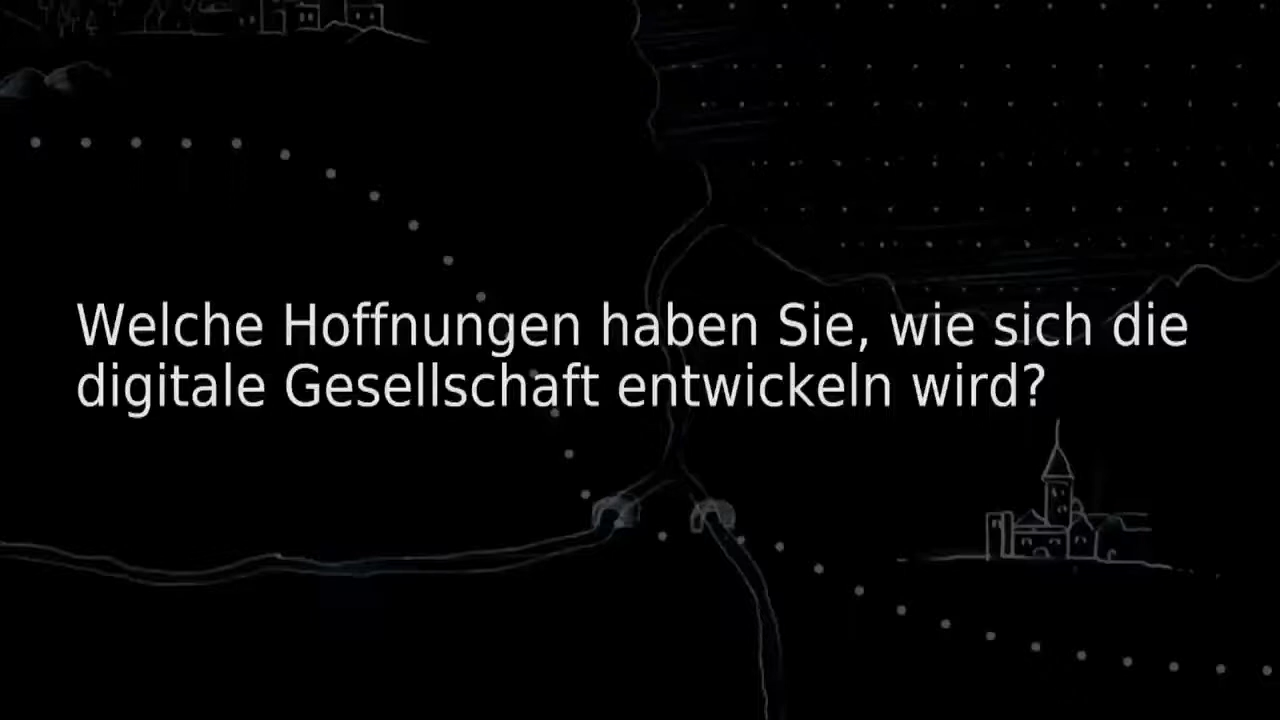 Welche Hoffnungen haben Sie, wie sich die
digitale Gesellschaft entwickeln wird?